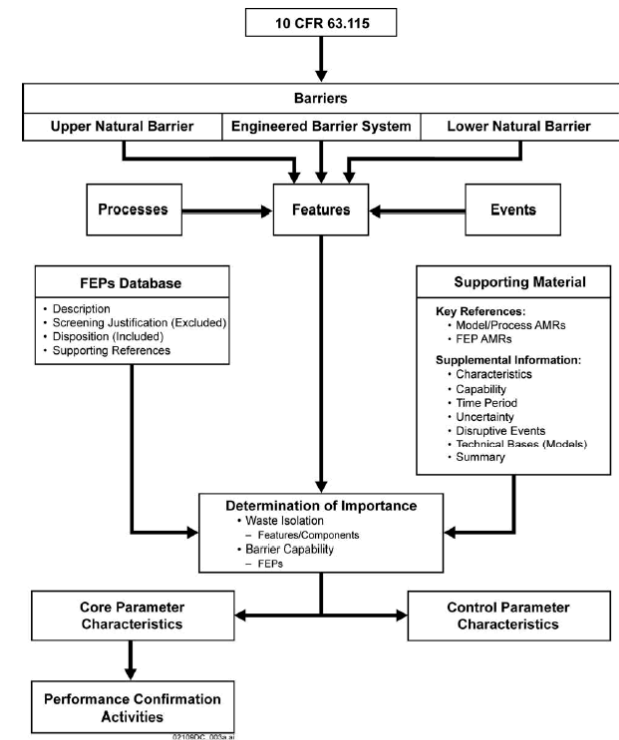 10 CFR 63.115
Barriers
Upper Natural Barrier
Engineered Barrier System
Lower Natural Barrier
Processes
Features
Events
FEPs Database
• Description
• Screening Justification (Excluded)
• Disposition (Included)
• Supporting References
Supporting Material
Key References:
• Model/Process AMRs
• FEP AMRs
Supplemental Information:
• Characteristics
• Capability
• Time Period
• Uncertainty
• Disruptive Events
• Technical Bases (Models)
• Summary
Determination of Importance
• Waste Isolation
– Features/Components
• Barrier Capability
– FEPs
Core Parameter
Characteristics
Control Parameter
Characteristics
Performance Confirmation
Activities
02109DC_003a.ai